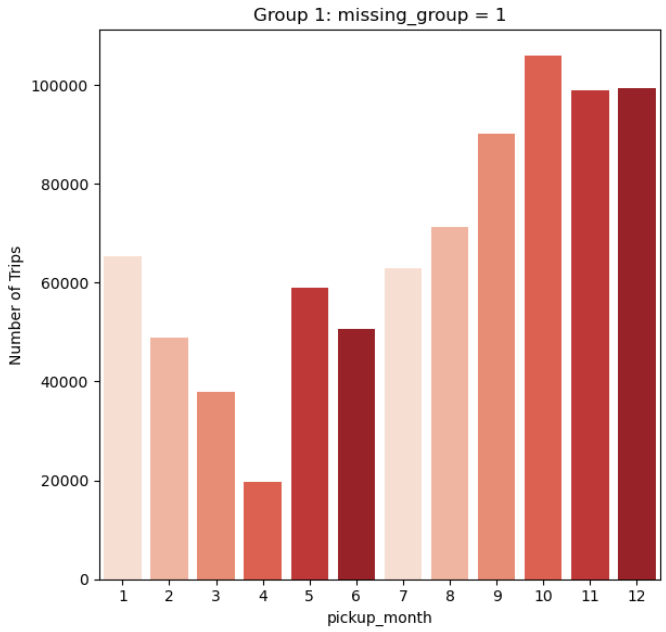 Group 1: missing_group = 1
Number of Trips
100000
80000
60000
40000
20000
0
1 2 3 4 5 6 7 8 9 10 11 12
pickup_month